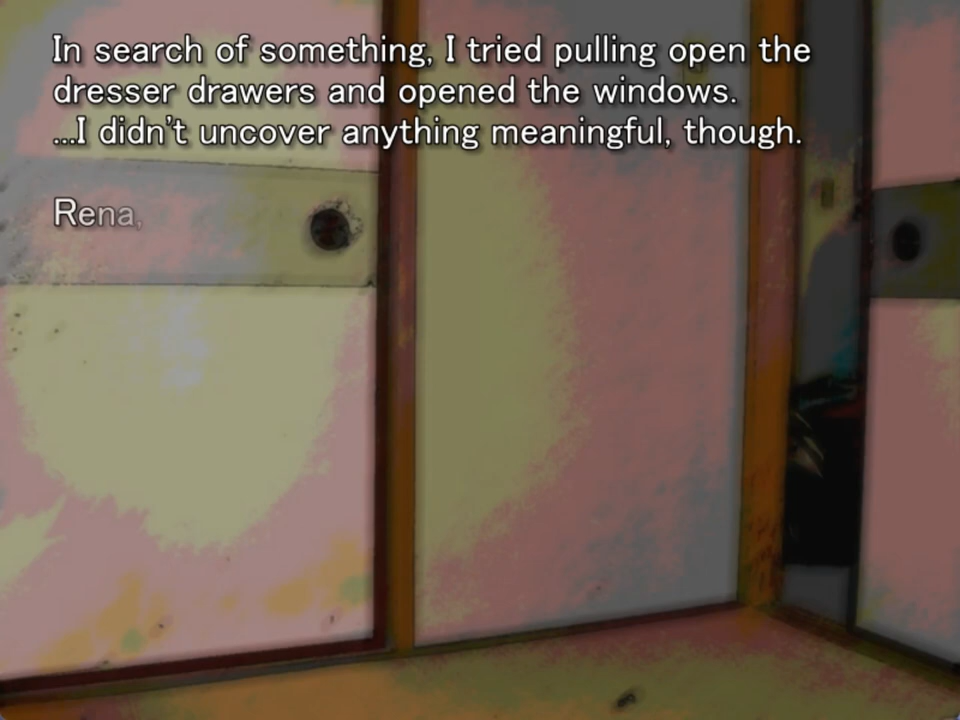 In search of something, I tried pulling open the
dresser drawers and opened the windows.
...I didn't uncover anything meaningful, though.
Rena,